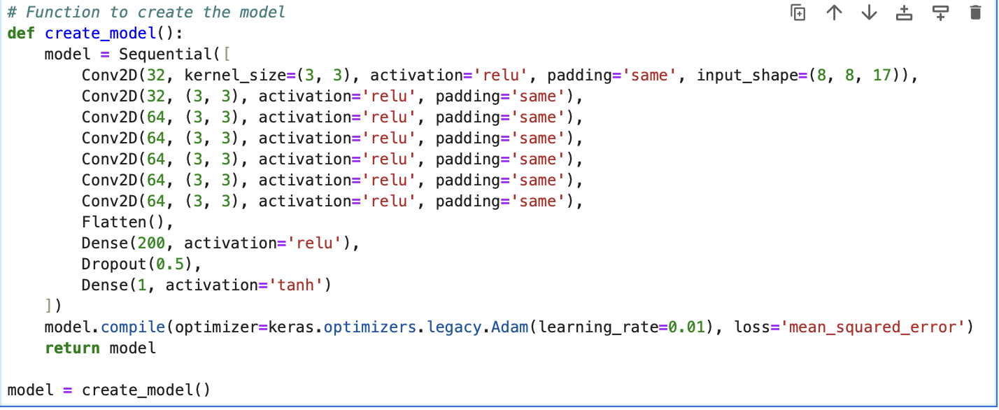 # Function to create the model
def create_model():
    model = Sequential([
        Conv2D(32, kernel_size=(3, 3), activation='relu', padding='same', input_shape=(8, 8, 17)),
        Conv2D(32, (3, 3), activation='relu', padding='same'),
        Conv2D(64, (3, 3), activation='relu', padding='same'),
        Conv2D(64, (3, 3), activation='relu', padding='same'),
        Conv2D(64, (3, 3), activation='relu', padding='same'),
        Conv2D(64, (3, 3), activation='relu', padding='same'),
        Conv2D(64, (3, 3), activation='relu', padding='same'),
        Flatten(),
        Dense(200, activation='relu'),
        Dropout(0.5),
        Dense(1, activation='tanh')
    ])
    model.compile(optimizer=keras.optimizers.legacy.Adam(learning_rate=0.01), loss='mean_squared_error')
    return model

model = create_model()